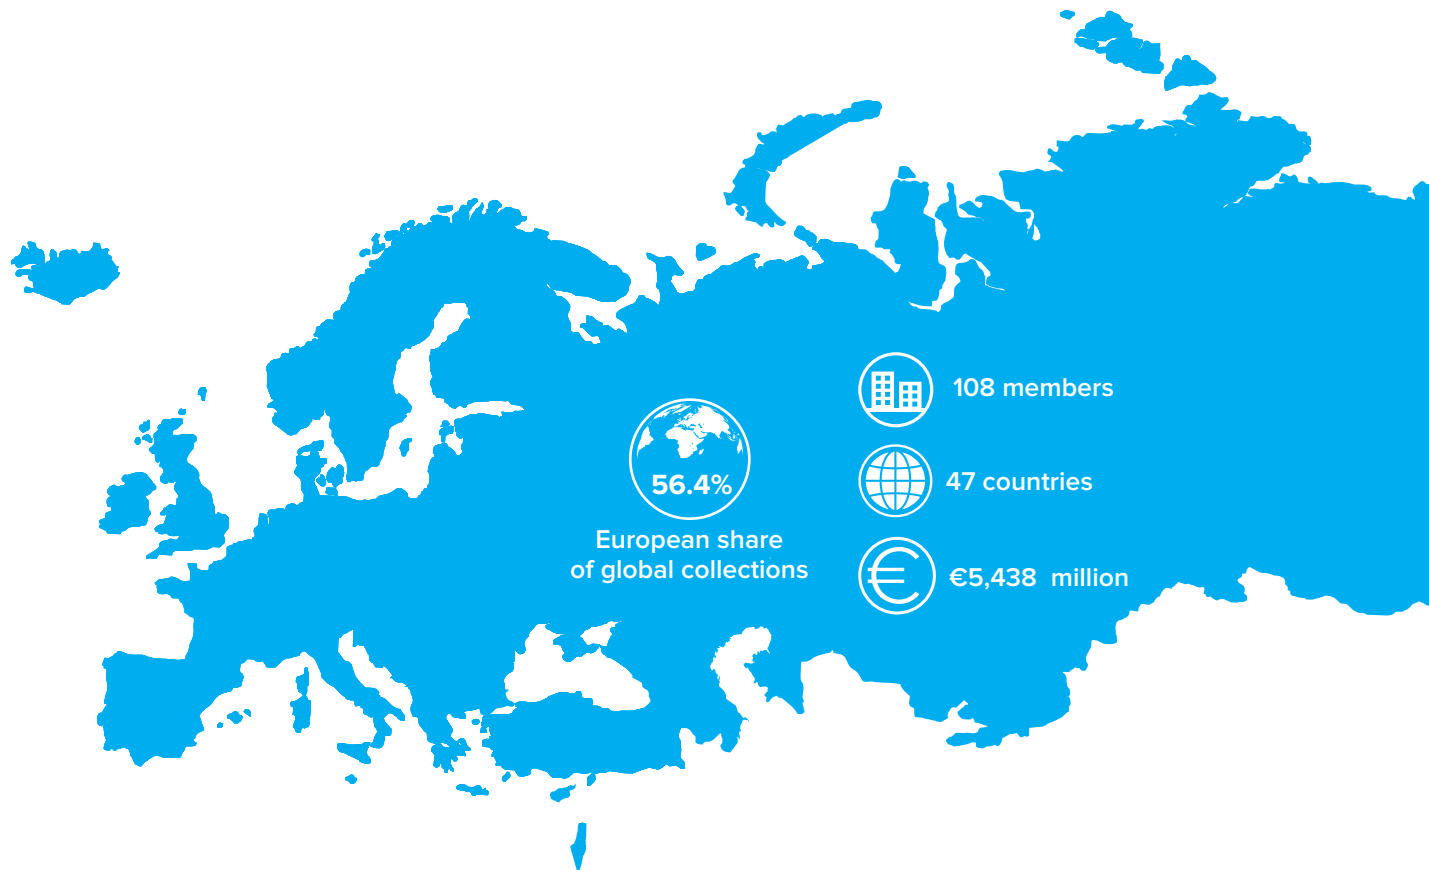 56.4%
European share
of global collections
108 members
47 countries
€5,438 million